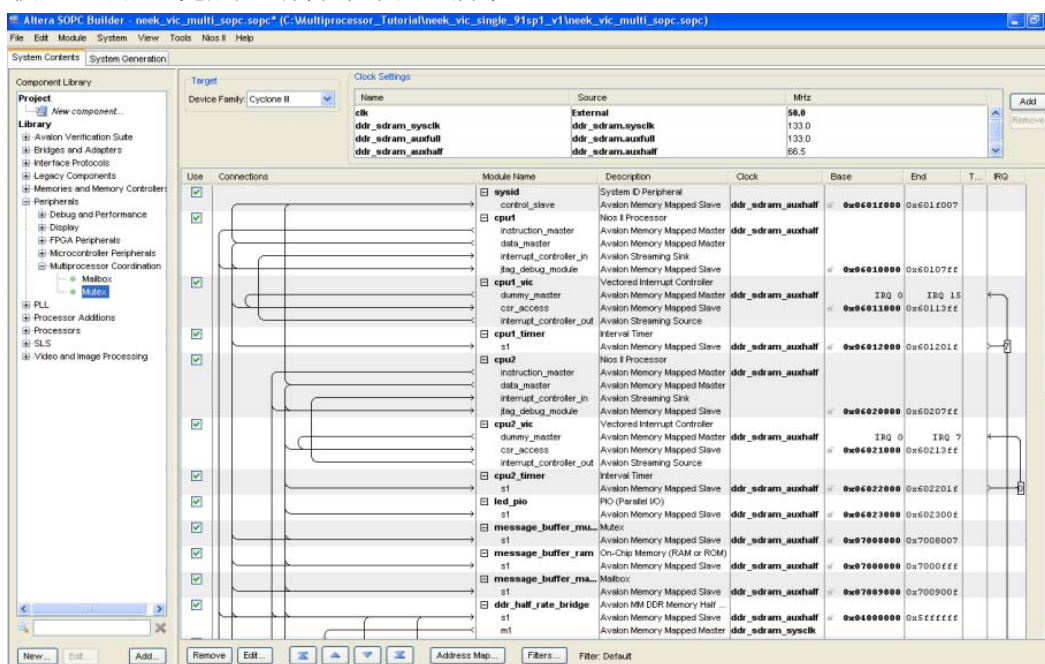 Altera SOPC Builder - neek_vic_multi_sopc.sopc* (C:\Multiprocessor_Tutorial\neek_vic_single_91sp1_v1\neek_vic_multi_sopc.sopc)
File Edit Module System View Tools Nios II Help
System Contents System Generation
Component Library
Project
New component...
Library
Avalon Verification Suite
Bridges and Adapters
Interface Protocols
Legacy Components
Memories and Memory Controllers
Peripherals
Debug and Performance
Display
FPGA Peripherals
Microcontroller Peripherals
Multiprocessor Coordination
Mailbox
Mutex
PLL
Processor Additions
Processors
SLS
Video and Image Processing
New... Edit... Add...
Target
Device Family: Cyclone III
Clock Settings
Name Source MHz
clk External 50.0
ddr_sdram_sysclk ddr_sdram.sysclk 133.0
ddr_sdram_auxfull ddr_sdram.auxfull 133.0
ddr_sdram_auxhalf ddr_sdram.auxhalf 66.5
Add
Remove
Use Connections Module Name Description Clock Base End T... IRQ
sysid System ID Peripheral
control_slave Avalon Memory Mapped Slave ddr_sdram_auxhalf 0x0601f000 0x601f007
cpu1 Nios II Processor
instruction_master Avalon Memory Mapped Master ddr_sdram_auxhalf
data_master Avalon Memory Mapped Master
interrupt_controller_in Avalon Streaming Sink
jtag_debug_module Avalon Memory Mapped Slave 0x06010000 0x60107ff
cpu1_vic Vectored Interrupt Controller
dummy_master Avalon Memory Mapped Master ddr_sdram_auxhalf IRQ 0 IRQ 15
csr_access Avalon Memory Mapped Slave 0x06011000 0x60113ff
interrupt_controller_out Avalon Streaming Source
cpu1_timer Interval Timer
s1 Avalon Memory Mapped Slave ddr_sdram_auxhalf 0x06012000 0x601201f 7
cpu2 Nios II Processor
instruction_master Avalon Memory Mapped Master ddr_sdram_auxhalf
data_master Avalon Memory Mapped Master
interrupt_controller_in Avalon Streaming Sink
jtag_debug_module Avalon Memory Mapped Slave 0x06020000 0x60207ff
cpu2_vic Vectored Interrupt Controller
dummy_master Avalon Memory Mapped Master ddr_sdram_auxhalf IRQ 0 IRQ 7
csr_access Avalon Memory Mapped Slave 0x06021000 0x60213ff
interrupt_controller_out Avalon Streaming Source
cpu2_timer Interval Timer
s1 Avalon Memory Mapped Slave ddr_sdram_auxhalf 0x06022000 0x602201f 0
led_pio PIO (Parallel I/O)
s1 Avalon Memory Mapped Slave ddr_sdram_auxhalf 0x06023000 0x602300f
message_buffer_mu... Mutex
s1 Avalon Memory Mapped Slave ddr_sdram_auxhalf 0x07008000 0x7008007
message_buffer_ram On-Chip Memory (RAM or ROM)
s1 Avalon Memory Mapped Slave ddr_sdram_auxhalf 0x07000000 0x7000fff
message_buffer_ma... Mailbox
s1 Avalon Memory Mapped Slave ddr_sdram_auxhalf 0x07009000 0x700900f
ddr_half_rate_bridge Avalon MM DDR Memory Half ...
s1 Avalon Memory Mapped Slave ddr_sdram_auxhalf 0x04000000 0x5ffffff
m1 Avalon Memory Mapped Master ddr_sdram_sysclk
Remove Edit... Address Map... Filters... Filter: Default